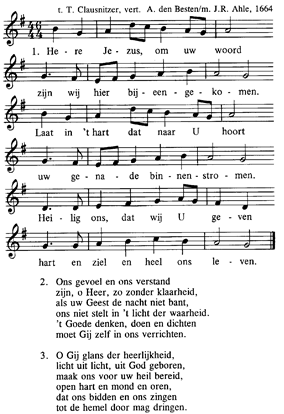 t. T. Clausnitzer, vert. A. den Besten/m. J.R. Ahle, 1664
1. He - re Je - zus, om uw woord
zijn wij hier bij - een - ge - ko - men.
Laat in 't hart dat naar U hoort
uw ge - na - de bin - nen - stro - men.
Hei - lig ons, dat wij U ge - ven
hart en ziel en heel ons le - ven.
2. Ons gevoel en ons verstand
zijn, o Heer, zo zonder klaarheid,
als uw Geest de nacht niet bant,
ons niet stelt in 't licht der waarheid.
't Goede denken, doen en dichten
moet Gij zelf in ons verrichten.
3. O Gij glans der heerlijkheid,
licht uit licht, uit God geboren,
maak ons voor uw heil bereid,
open hart en mond en oren,
dat ons bidden en ons zingen
tot de hemel door mag dringen.